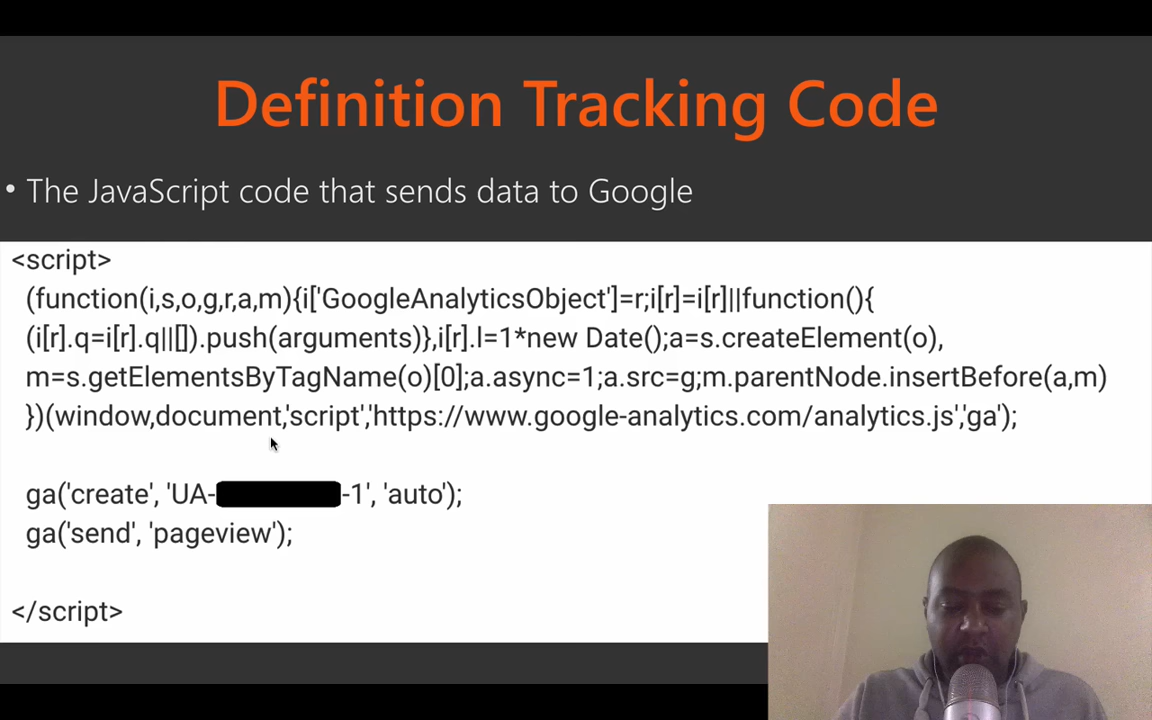 Definition Tracking Code
• The JavaScript code that sends data to Google
<script>
(function(i,s,o,g,r,a,m){i['GoogleAnalyticsObject']=r;i[r]=i[r]||function(){
(i[r].q=i[r].q||[]).push(arguments)},i[r].l=1*new Date();a=s.createElement(o),
m=s.getElementsByTagName(o)[0];a.async=1;a.src=g;m.parentNode.insertBefore(a,m)
})(window,document,'script','https://www.google-analytics.com/analytics.js','ga');
ga('create', 'UA- -1', 'auto');
ga('send', 'pageview');
</script>